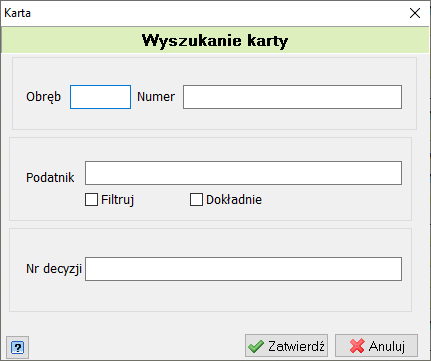 Karta
Wyszukanie karty
Obręb Numer
Podatnik
Filtruj Dokładnie
Nr decyzji
? Zatwierdź Anuluj